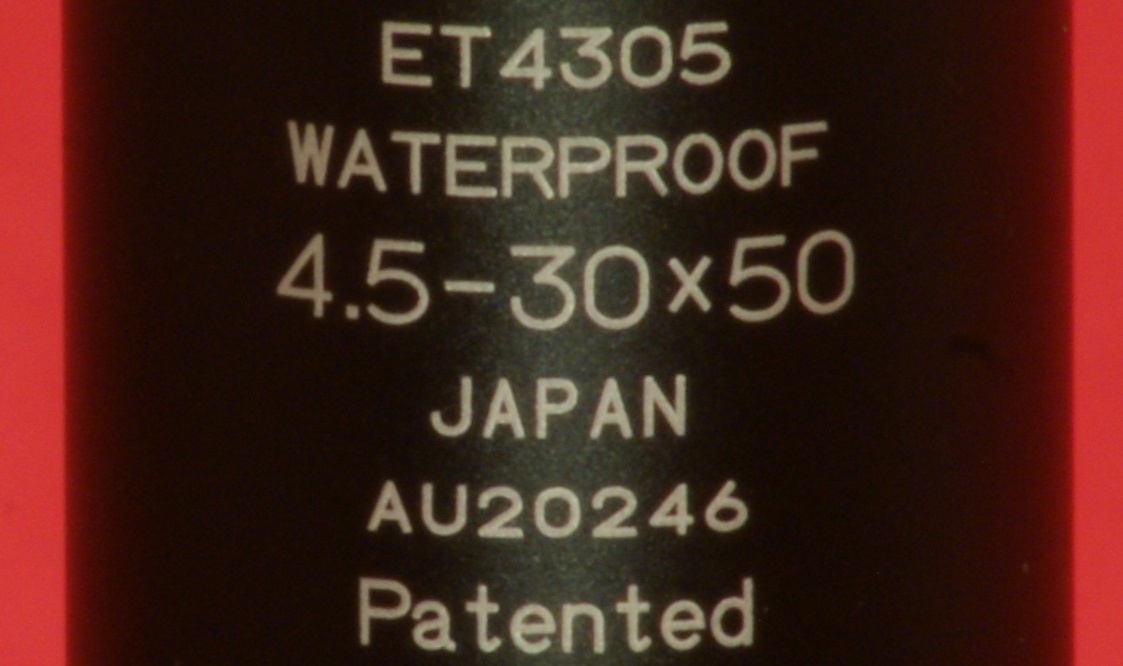 ET4305
WATERPROOF
4.5-30x50
JAPAN
AU20246
Patented